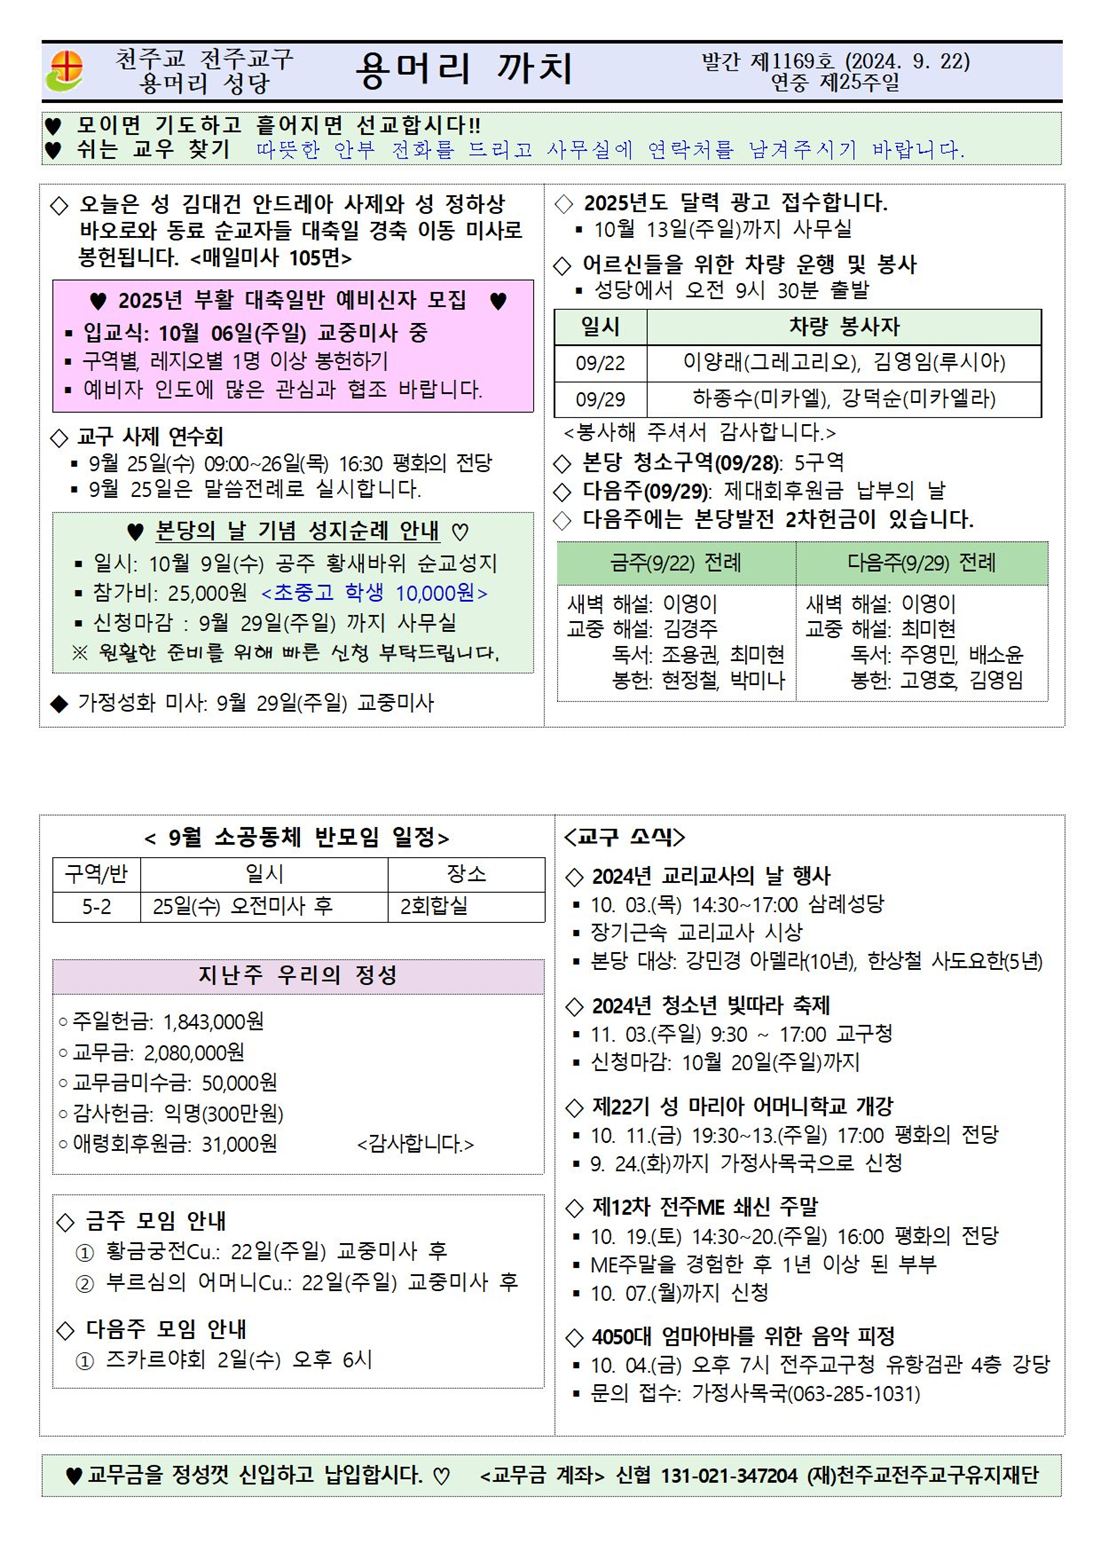 천주교 전주교구
용머리 성당
용머리 까치
발간 제1169호 (2024. 9. 22)
연중 제25주일
♥ 모이면 기도하고 흩어지면 선교합시다!!
♥ 쉬는 교우 찾기 따뜻한 안부 전화를 드리고 사무실에 연락처를 남겨주시기 바랍니다.
◇ 오늘은 성 김대건 안드레아 사제와 성 정하상
바오로와 동료 순교자들 대축일 경축 이동 미사로
봉헌됩니다. <매일미사 105면>
♥ 2025년 부활 대축일반 예비신자 모집 ♥
▪ 입교식: 10월 06일(주일) 교중미사 중
▪ 구역별, 레지오별 1명 이상 봉헌하기
▪ 예비자 인도에 많은 관심과 협조 바랍니다.
◇ 교구 사제 연수회
▪ 9월 25일(수) 09:00~26일(목) 16:30 평화의 전당
▪ 9월 25일은 말씀전례로 실시합니다.
♥ 본당의 날 기념 성지순례 안내 ♡
▪ 일시: 10월 9일(수) 공주 황새바위 순교성지
▪ 참가비: 25,000원 <초중고 학생 10,000원>
▪ 신청마감 : 9월 29일(주일) 까지 사무실
※ 원활한 준비를 위해 빠른 신청 부탁드립니다.
◆ 가정성화 미사: 9월 29일(주일) 교중미사
◇ 2025년도 달력 광고 접수합니다.
▪ 10월 13일(주일)까지 사무실
◇ 어르신들을 위한 차량 운행 및 봉사
▪ 성당에서 오전 9시 30분 출발
일시 차량 봉사자
09/22 이양래(그레고리오), 김영임(루시아)
09/29 하종수(미카엘), 강덕순(미카엘라)
<봉사해 주셔서 감사합니다.>
◇ 본당 청소구역(09/28): 5구역
◇ 다음주(09/29): 제대회후원금 납부의 날
◇ 다음주에는 본당발전 2차헌금이 있습니다.
금주(9/22) 전례 다음주(9/29) 전례
새벽 해설: 이영이 새벽 해설: 이영이
교중 해설: 김경주 교중 해설: 최미현
독서: 조용권, 최미현 독서: 주영민, 배소윤
봉헌: 현정철, 박미나 봉헌: 고영호, 김영임
< 9월 소공동체 반모임 일정>
구역/반 일시 장소
5-2 25일(수) 오전미사 후 2회합실
지난주 우리의 정성
○ 주일헌금: 1,843,000원
○ 교무금: 2,080,000원
○ 교무금미수금: 50,000원
○ 감사헌금: 익명(300만원)
○ 애령회후원금: 31,000원 <감사합니다.>
◇ 금주 모임 안내
① 황금궁전Cu.: 22일(주일) 교중미사 후
② 부르심의 어머니Cu.: 22일(주일) 교중미사 후
◇ 다음주 모임 안내
① 즈카르야회 2일(수) 오후 6시
<교구 소식>
◇ 2024년 교리교사의 날 행사
▪ 10. 03.(목) 14:30~17:00 삼례성당
▪ 장기근속 교리교사 시상
▪ 본당 대상: 강민경 아델라(10년), 한상철 사도요한(5년)
◇ 2024년 청소년 빛따라 축제
▪ 11. 03.(주일) 9:30 ~ 17:00 교구청
▪ 신청마감: 10월 20일(주일)까지
◇ 제22기 성 마리아 어머니학교 개강
▪ 10. 11.(금) 19:30~13.(주일) 17:00 평화의 전당
▪ 9. 24.(화)까지 가정사목국으로 신청
◇ 제12차 전주ME 쇄신 주말
▪ 10. 19.(토) 14:30~20.(주일) 16:00 평화의 전당
▪ ME주말을 경험한 후 1년 이상 된 부부
▪ 10. 07.(월)까지 신청
◇ 4050대 엄마아바를 위한 음악 피정
▪ 10. 04.(금) 오후 7시 전주교구청 유항검관 4층 강당
▪ 문의 접수: 가정사목국(063-285-1031)
♥ 교무금을 정성껏 신입하고 납입합시다. ♡ <교무금 계좌> 신협 131-021-347204 (재)천주교전주교구유지재단